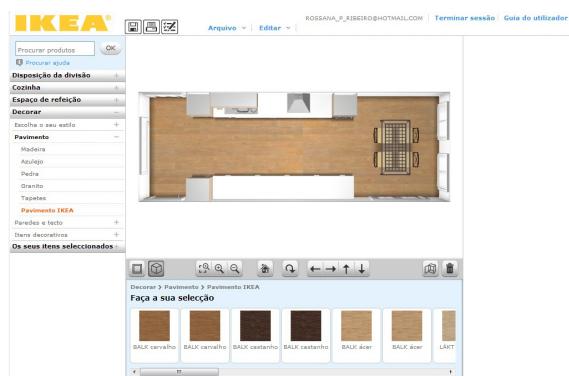 IKEA®
ROSSANA_P_RIBEIRO@HOTMAIL.COM Terminar sessão Guia do utilizador
Arquivo Editar
Procurar produtos OK
Procurar ajuda
Disposição da divisão
Cozinha
Espaço de refeição
Decorar
Escolha o seu estilo
Pavimento
Madeira
Azulejo
Pedra
Granito
Tapetes
Pavimento IKEA
Paredes e tecto
Itens decorativos
Os seus itens seleccionados
Decorar > Pavimento > Pavimento IKEA
Faça a sua selecção
BALK carvalho BALK carvalho BALK castanho BALK castanho BALK ácer BALK ácer LÄKT